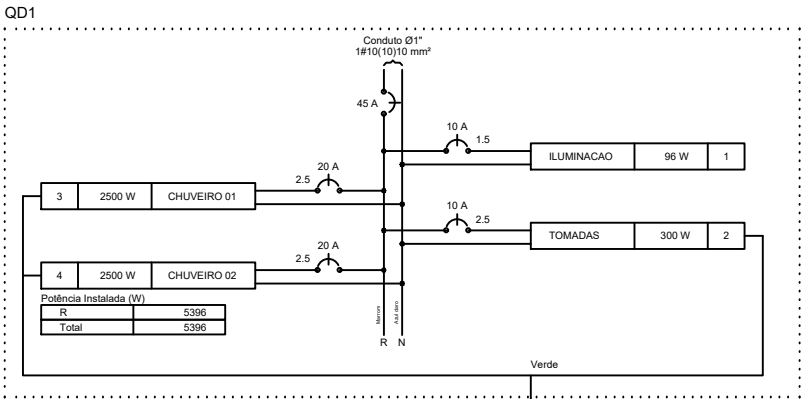 QD1
Conduto Ø1"
1#10(10)10 mm²
45 A
10 A
1.5
ILUMINACAO 96 W 1
20 A
2.5
3 2500 W CHUVEIRO 01
10 A
2.5
TOMADAS 300 W 2
20 A
2.5
4 2500 W CHUVEIRO 02
Potência Instalada (W)
R 5396
Total 5396
Marrom
Azul claro
R N
Verde